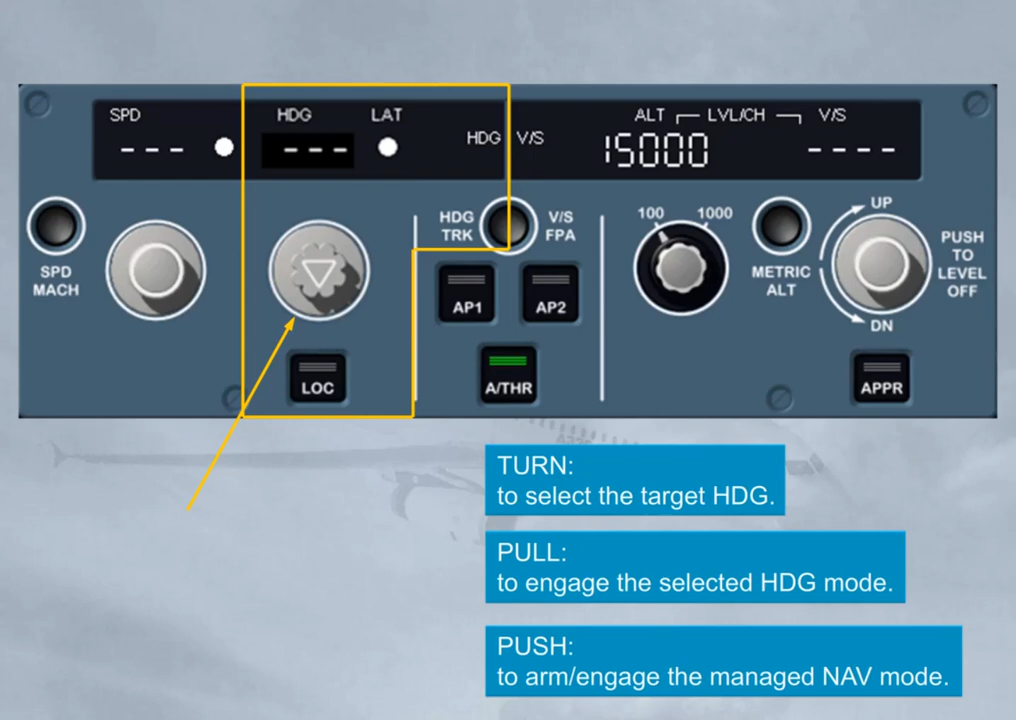 SPD HDG LAT ALT LVL/CH V/S
- - - - - - HDG V/S 15000 - - - -
HDG V/S 100 1000 UP
TRK FPA
SPD METRIC PUSH
MACH ALT TO
LEVEL
OFF
AP1 AP2 DN
LOC A/THR APPR
TURN:
to select the target HDG.
PULL:
to engage the selected HDG mode.
PUSH:
to arm/engage the managed NAV mode.